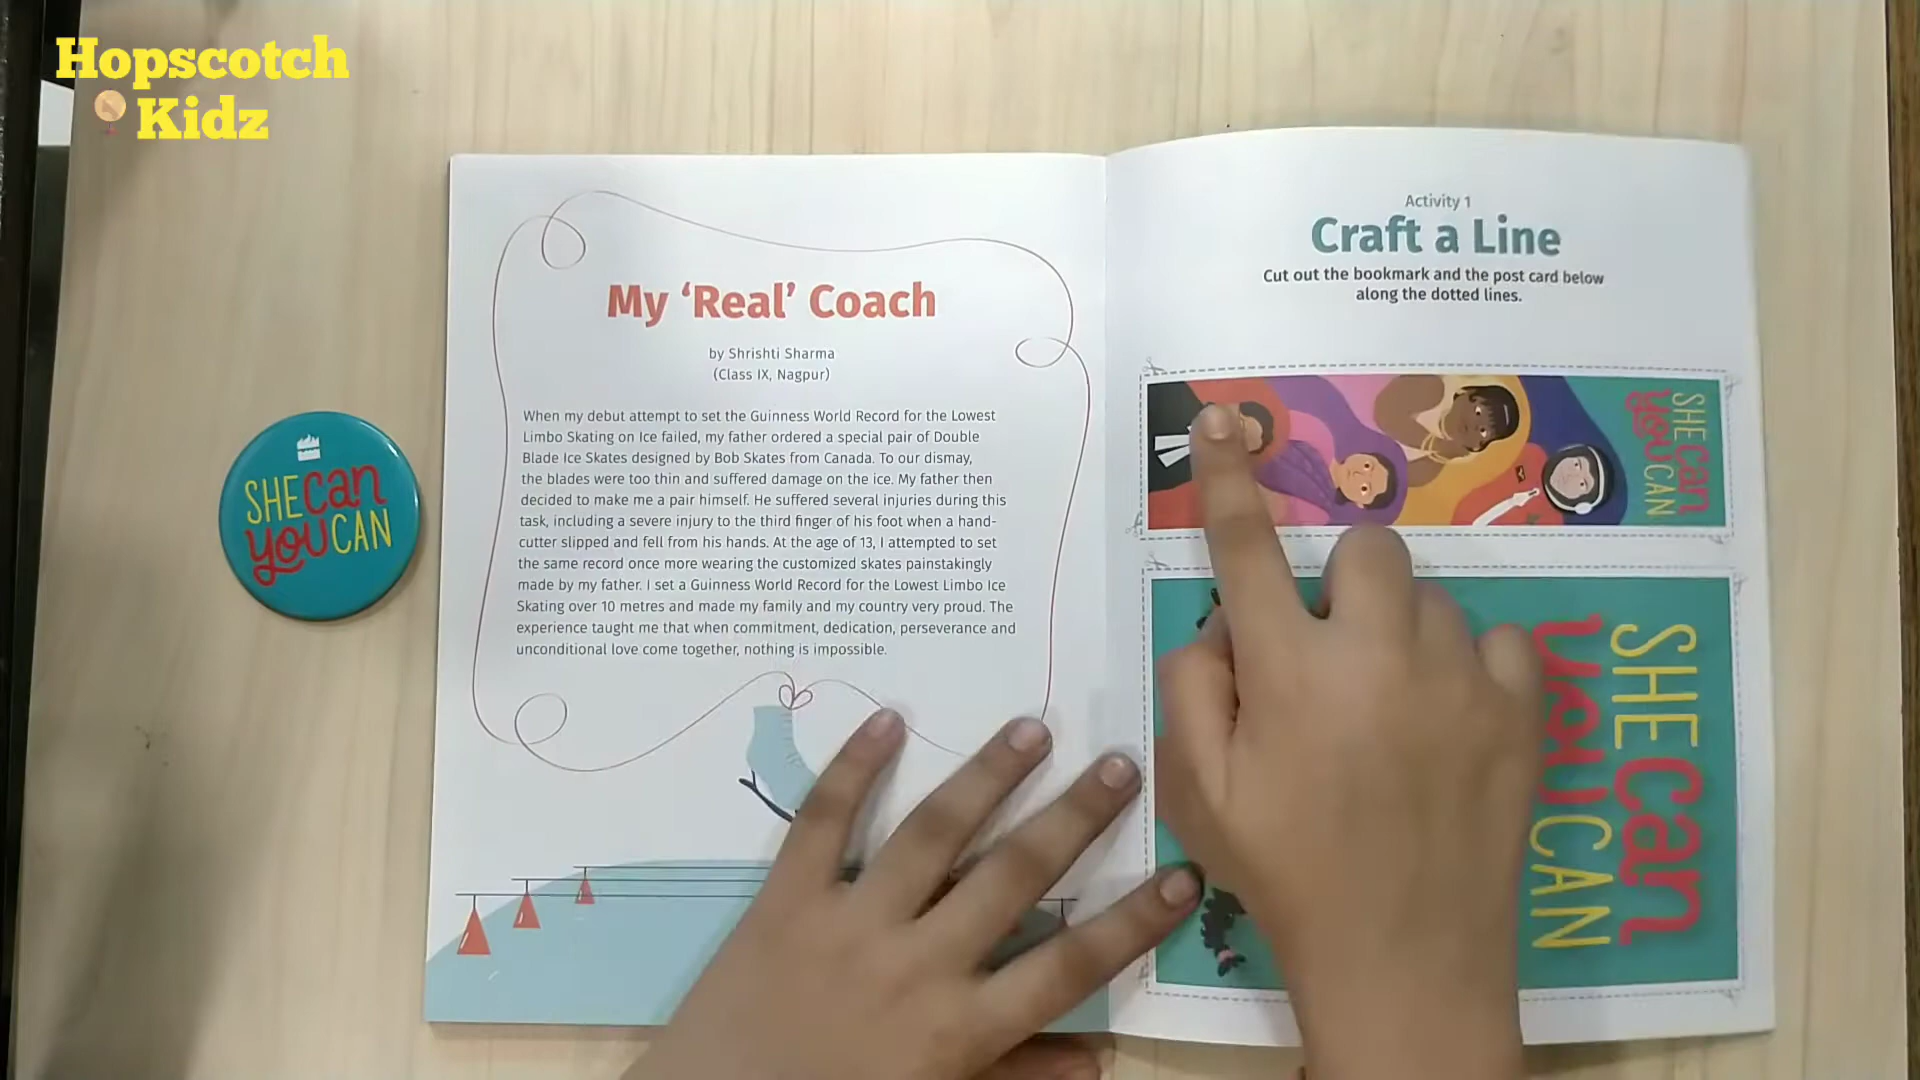 Hopscotch
Kidz
SHE can
you CAN
My ‘Real’ Coach
by Shrishti Sharma
(Class IX, Nagpur)
When my debut attempt to set the Guinness World Record for the Lowest
Limbo Skating on Ice failed, my father ordered a special pair of Double
Blade Ice Skates designed by Bob Skates from Canada. To our dismay,
the blades were too thin and suffered damage on the ice. My father then
decided to make me a pair himself. He suffered several injuries during this
task, including a severe injury to the third finger of his foot when a hand-
cutter slipped and fell from his hands. At the age of 13, I attempted to set
the same record once more wearing the customized skates painstakingly
made by my father. I set a Guinness World Record for the Lowest Limbo Ice
Skating over 10 metres and made my family and my country very proud. The
experience taught me that when commitment, dedication, perseverance and
unconditional love come together, nothing is impossible.
Activity 1
Craft a Line
Cut out the bookmark and the post card below
along the dotted lines.
SHE can
you CAN
SHE can
you CAN